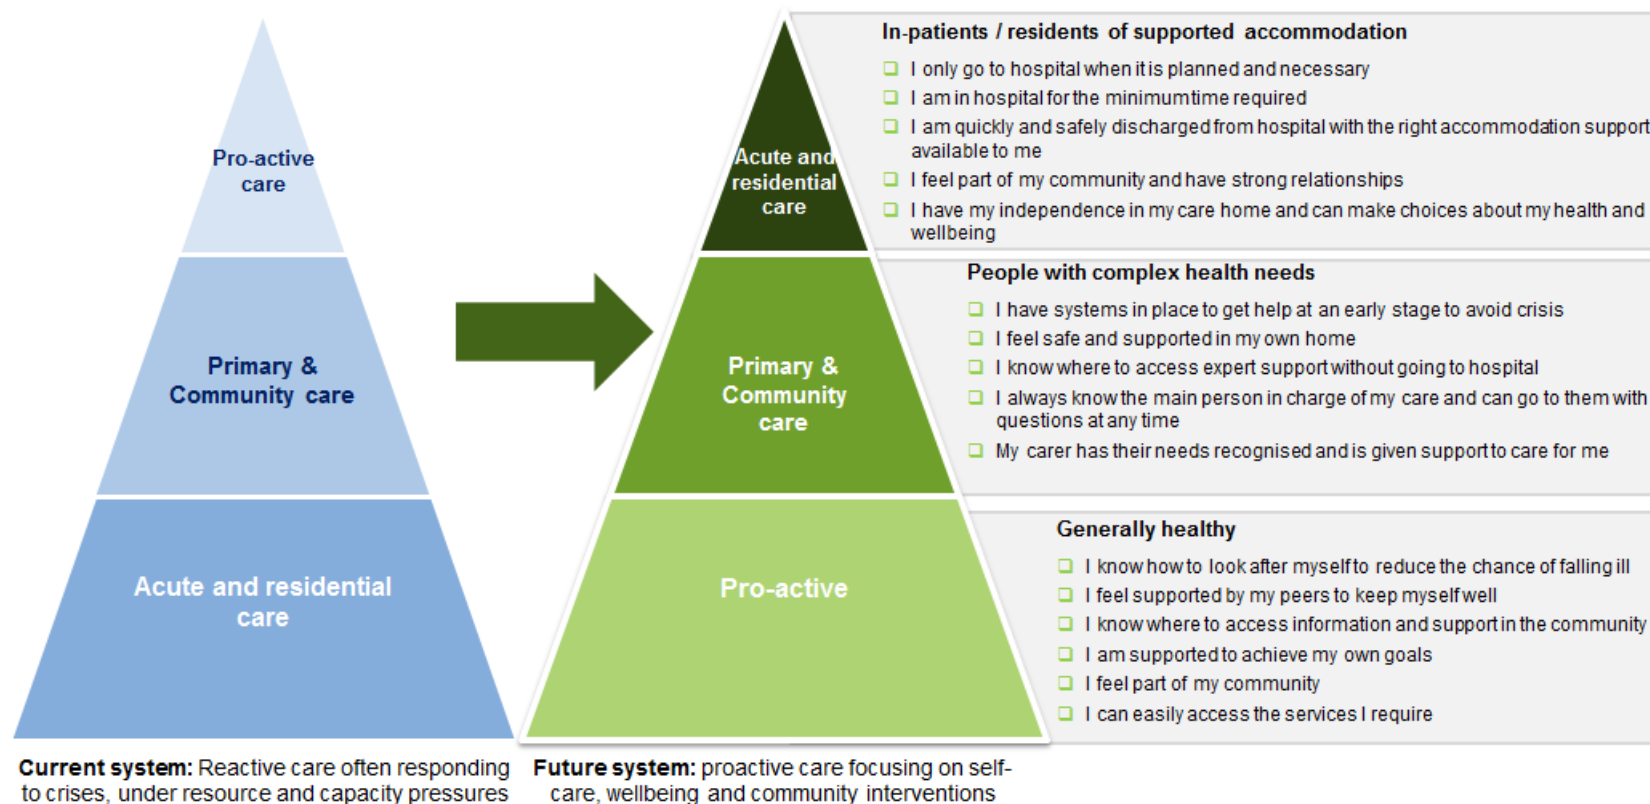 Pro-active
care
Primary &
Community care
Acute and residential
care
Current system: Reactive care often responding
to crises, under resource and capacity pressures
Acute and
residential
care
Primary &
Community
care
Pro-active
Future system: proactive care focusing on self-
care, wellbeing and community interventions
In-patients / residents of supported accommodation
I only go to hospital when it is planned and necessary
I am in hospital for the minimum time required
I am quickly and safely discharged from hospital with the right accommodation support
available to me
I feel part of my community and have strong relationships
I have my independence in my care home and can make choices about my health and
wellbeing
People with complex health needs
I have systems in place to get help at an early stage to avoid crisis
I feel safe and supported in my own home
I know where to access expert support without going to hospital
I always know the main person in charge of my care and can go to them with
questions at any time
My carer has their needs recognised and is given support to care for me
Generally healthy
I know how to look after myself to reduce the chance of falling ill
I feel supported by my peers to keep myself well
I know where to access information and support in the community
I am supported to achieve my own goals
I feel part of my community
I can easily access the services I require